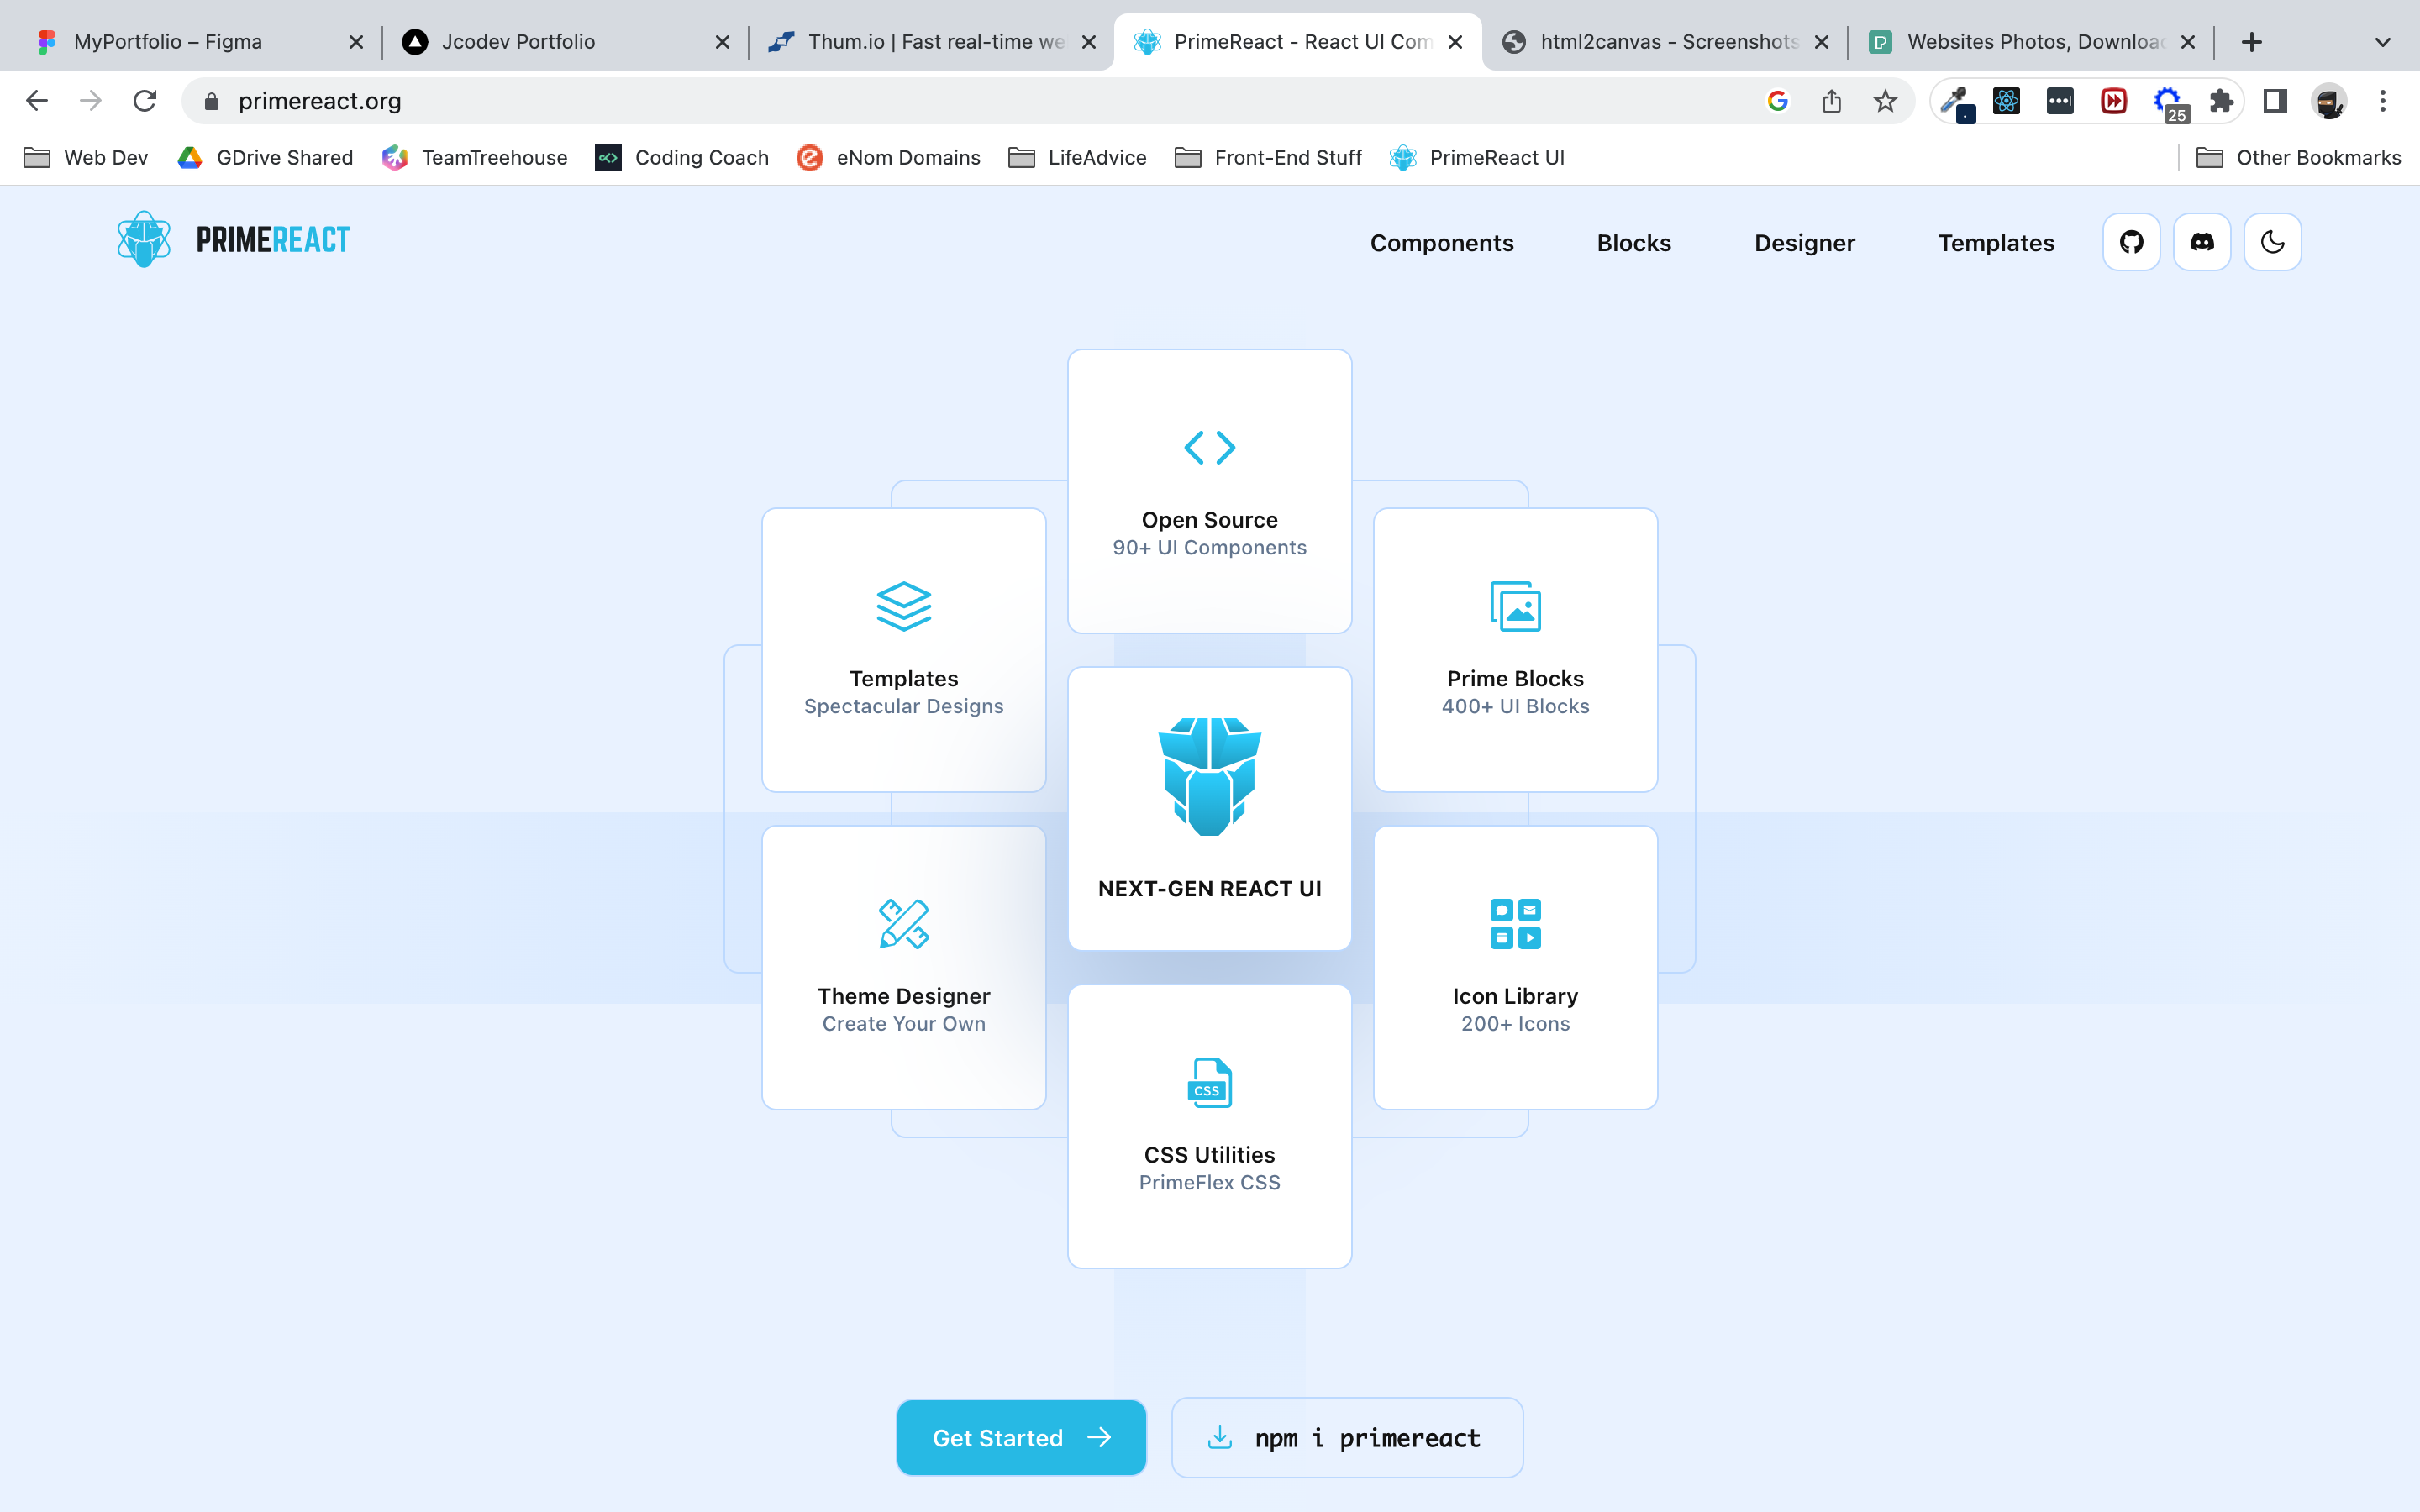 MyPortfolio – Figma
Jcodev Portfolio
Thum.io | Fast real-time we
PrimeReact - React UI Com
html2canvas - Screenshots
Websites Photos, Downloa
primereact.org
25
Web Dev
GDrive Shared
TeamTreehouse
Coding Coach
eNom Domains
LifeAdvice
Front-End Stuff
PrimeReact UI
Other Bookmarks
PRIMEREACT
Components
Blocks
Designer
Templates
Open Source
90+ UI Components
Templates
Spectacular Designs
Prime Blocks
400+ UI Blocks
NEXT-GEN REACT UI
Theme Designer
Create Your Own
Icon Library
200+ Icons
CSS
CSS Utilities
PrimeFlex CSS
Get Started
npm i primereact